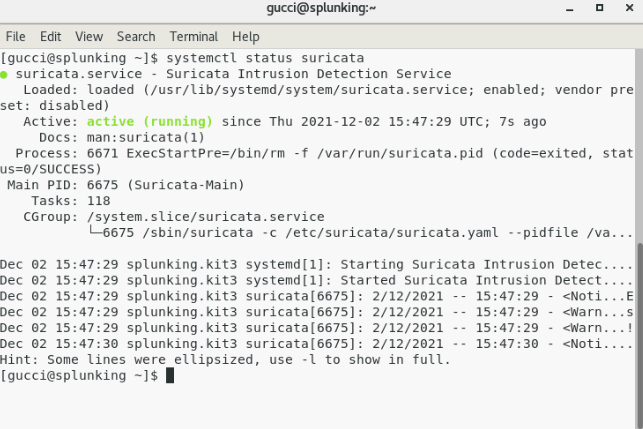 gucci@splunking:~
File Edit View Search Terminal Help
[gucci@splunking ~]$ systemctl status suricata
● suricata.service - Suricata Intrusion Detection Service
   Loaded: loaded (/usr/lib/systemd/system/suricata.service; enabled; vendor pre
set: disabled)
   Active: active (running) since Thu 2021-12-02 15:47:29 UTC; 7s ago
     Docs: man:suricata(1)
  Process: 6671 ExecStartPre=/bin/rm -f /var/run/suricata.pid (code=exited, stat
us=0/SUCCESS)
 Main PID: 6675 (Suricata-Main)
    Tasks: 118
   CGroup: /system.slice/suricata.service
           └─6675 /sbin/suricata -c /etc/suricata/suricata.yaml --pidfile /va...
Dec 02 15:47:29 splunking.kit3 systemd[1]: Starting Suricata Intrusion Detec....
Dec 02 15:47:29 splunking.kit3 systemd[1]: Started Suricata Intrusion Detect....
Dec 02 15:47:29 splunking.kit3 suricata[6675]: 2/12/2021 -- 15:47:29 - <Noti...E
Dec 02 15:47:29 splunking.kit3 suricata[6675]: 2/12/2021 -- 15:47:29 - <Warn...s
Dec 02 15:47:29 splunking.kit3 suricata[6675]: 2/12/2021 -- 15:47:29 - <Warn...!
Dec 02 15:47:30 splunking.kit3 suricata[6675]: 2/12/2021 -- 15:47:30 - <Noti....
Hint: Some lines were ellipsized, use -l to show in full.
[gucci@splunking ~]$